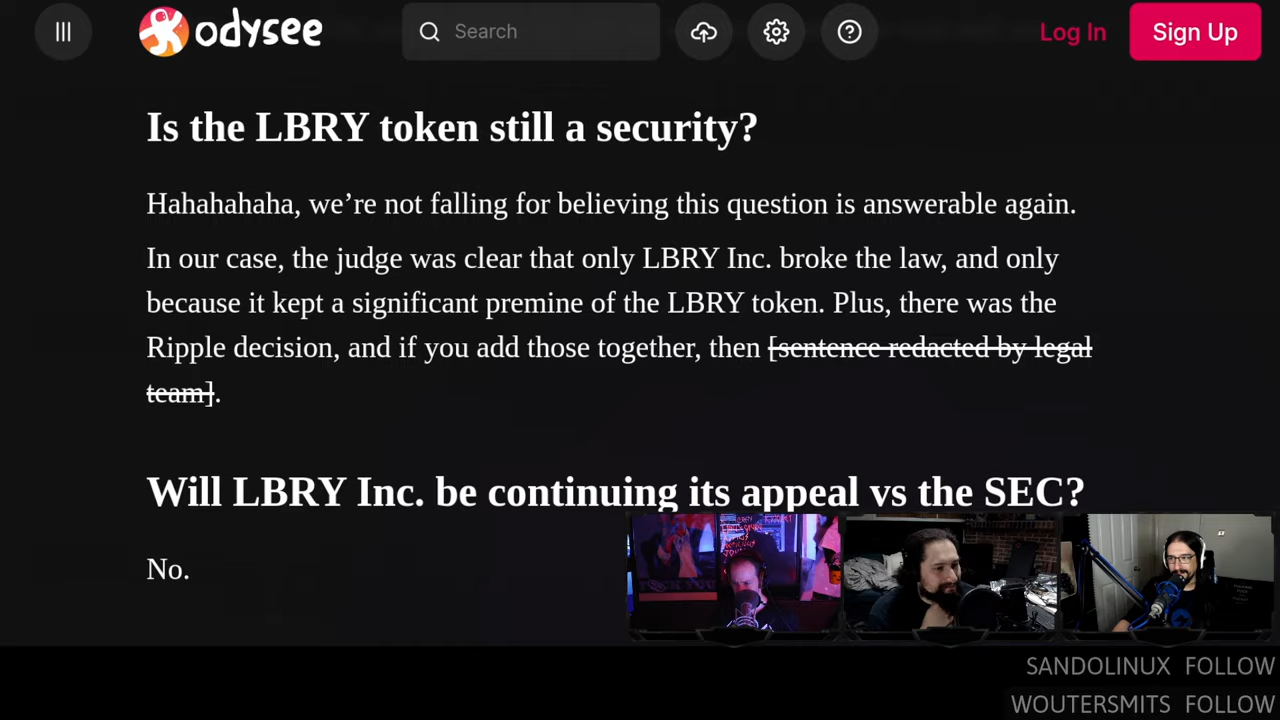 odysee
Search
Log In
Sign Up
Is the LBRY token still a security?
Hahahahaha, we’re not falling for believing this question is answerable again.
In our case, the judge was clear that only LBRY Inc. broke the law, and only
because it kept a significant premine of the LBRY token. Plus, there was the
Ripple decision, and if you add those together, then [sentence redacted by legal
team].
Will LBRY Inc. be continuing its appeal vs the SEC?
No.
SANDOLINUX FOLLOW
WOUTERSMITS FOLLOW